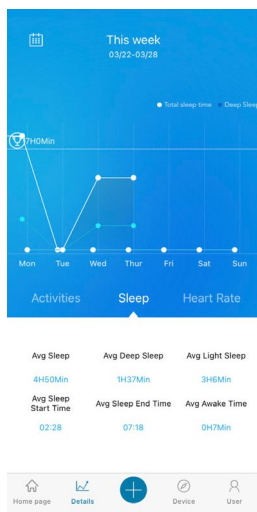 This week
03/22-03/28
Total sleep time Deep Sleep
7H0Min
Mon Tue Wed Thur Fri Sat Sun
Activities Sleep Heart Rate
Avg Sleep Avg Deep Sleep Avg Light Sleep
4H50Min 1H37Min 3H6Min
Avg Sleep
Start Time Avg Sleep End Time Avg Awake Time
02:28 07:18 0H7Min
Home page Details Device User